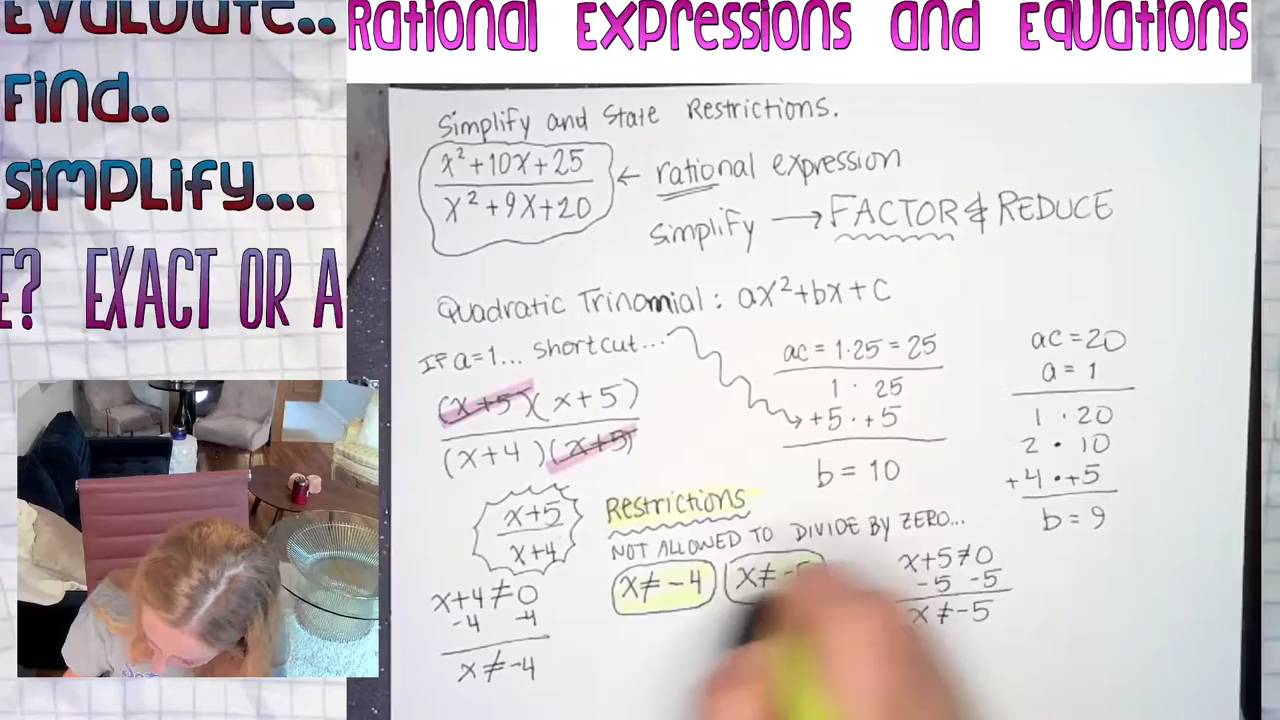 Evaluate..
Find..
Simplify...
E? EXACT OR A
Rational Expressions and Equations
Simplify and State Restrictions.
x²+10x+25
x²+9x+20
← rational expression
simplify → FACTOR & REDUCE
Quadratic Trinomial: ax²+bx+c
If a=1... shortcut...
(x+5)(x+5)
(x+4)(x+5)
x+5
x+4
x+4≠0
-4 -4
x≠-4
ac = 1·25 = 25
1 · 25
+5 · +5
b = 10
ac = 20
a = 1
1 · 20
2 · 10
+4 · +5
b = 9
Restrictions
NOT ALLOWED TO DIVIDE BY ZERO...
x≠-4
x≠-5
x+5≠0
-5 -5
x≠-5